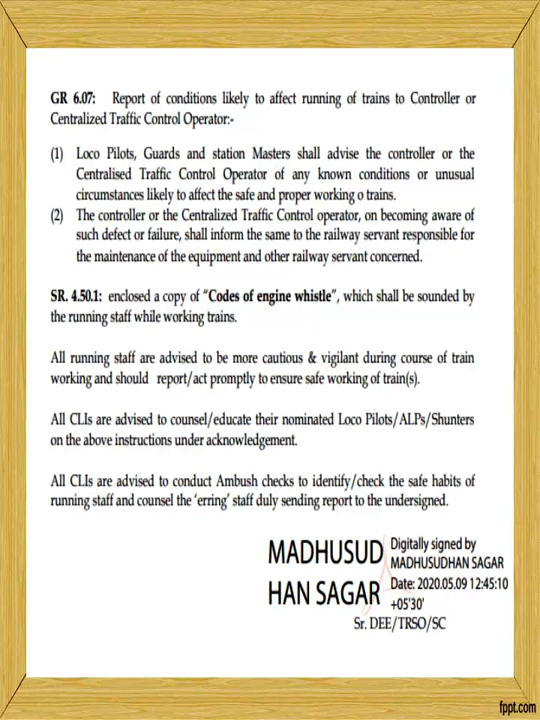 GR 6.07: Report of conditions likely to affect running of trains to Controller or
Centralized Traffic Control Operator:-
(1) Loco Pilots, Guards and station Masters shall advise the controller or the
Centralised Traffic Control Operator of any known conditions or unusual
circumstances likely to affect the safe and proper working o trains.
(2) The controller or the Centralized Traffic Control operator, on becoming aware of
such defect or failure, shall inform the same to the railway servant responsible for
the maintenance of the equipment and other railway servant concerned.
SR. 4.50.1: enclosed a copy of “Codes of engine whistle”, which shall be sounded by
the running staff while working trains.
All running staff are advised to be more cautious & vigilant during course of train
working and should report/act promptly to ensure safe working of train(s).
All CLIs are advised to counsel/educate their nominated Loco Pilots/ALPs/Shunters
on the above instructions under acknowledgement.
All CLIs are advised to conduct Ambush checks to identify/check the safe habits of
running staff and counsel the ‘erring’ staff duly sending report to the undersigned.
MADHUSUD
HAN SAGAR
Digitally signed by
MADHUSUDHAN SAGAR
Date: 2020.05.09 12:45:10
+05'30'
Sr. DEE/TRSO/SC
fppt.com